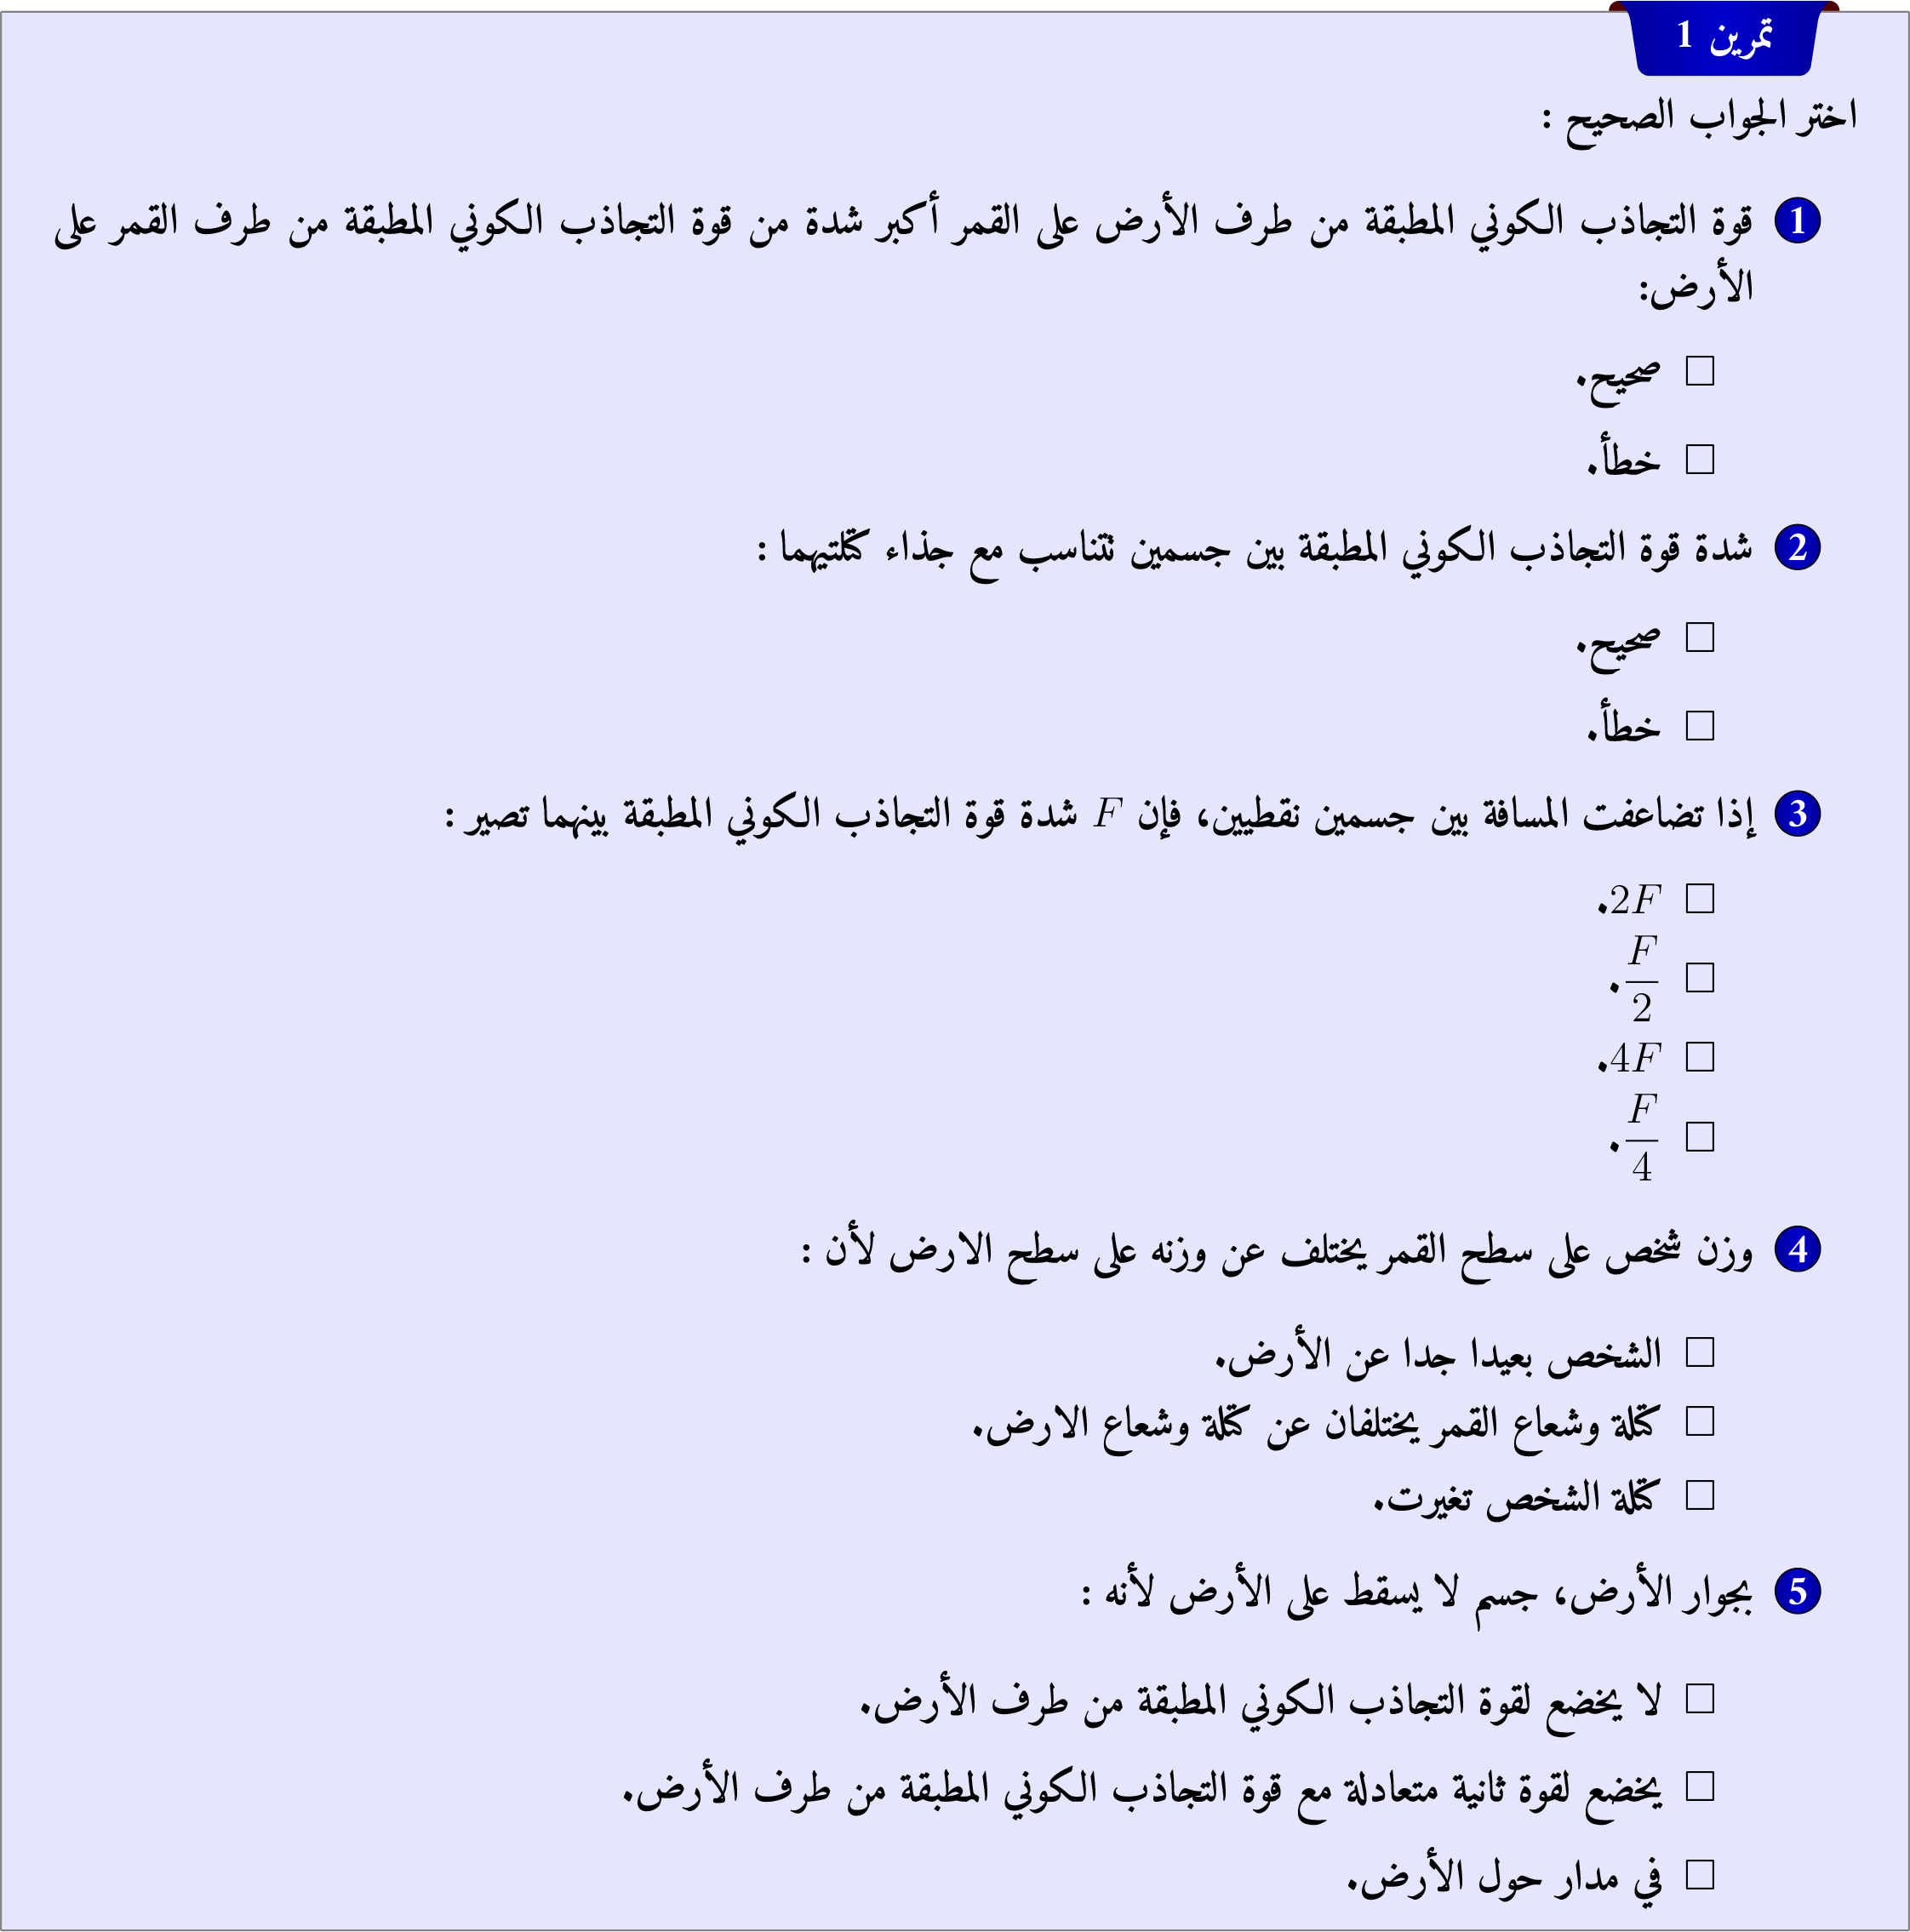 تمرين 1
اختر الجواب الصحيح :
1 قوة التجاذب الكوني المطبقة من طرف الأرض على القمر أكبر شدة من قوة التجاذب الكوني المطبقة من طرف القمر على
الأرض:
□ صحيح.
□ خطأ.
2 شدة قوة التجاذب الكوني المطبقة بين جسمين تتناسب مع جذاء كتلتيهما :
□ صحيح.
□ خطأ.
3 إذا تضاعفت المسافة بين جسمين نقطيين، فإن F شدة قوة التجاذب الكوني المطبقة بينهما تصير :
□ 2F.
□ F/2.
□ 4F.
□ F/4.
4 وزن شخص على سطح القمر يختلف عن وزنه على سطح الارض لأن :
□ الشخص بعيدا جدا عن الأرض.
□ كتلة وشعاع القمر يختلفان عن كتلة وشعاع الارض.
□ كتلة الشخص تغيرت.
5 بجوار الأرض، جسم لا يسقط على الأرض لأنه :
□ لا يخضع لقوة التجاذب الكوني المطبقة من طرف الأرض.
□ يخضع لقوة ثانية متعادلة مع قوة التجاذب الكوني المطبقة من طرف الأرض.
□ في مدار حول الأرض.